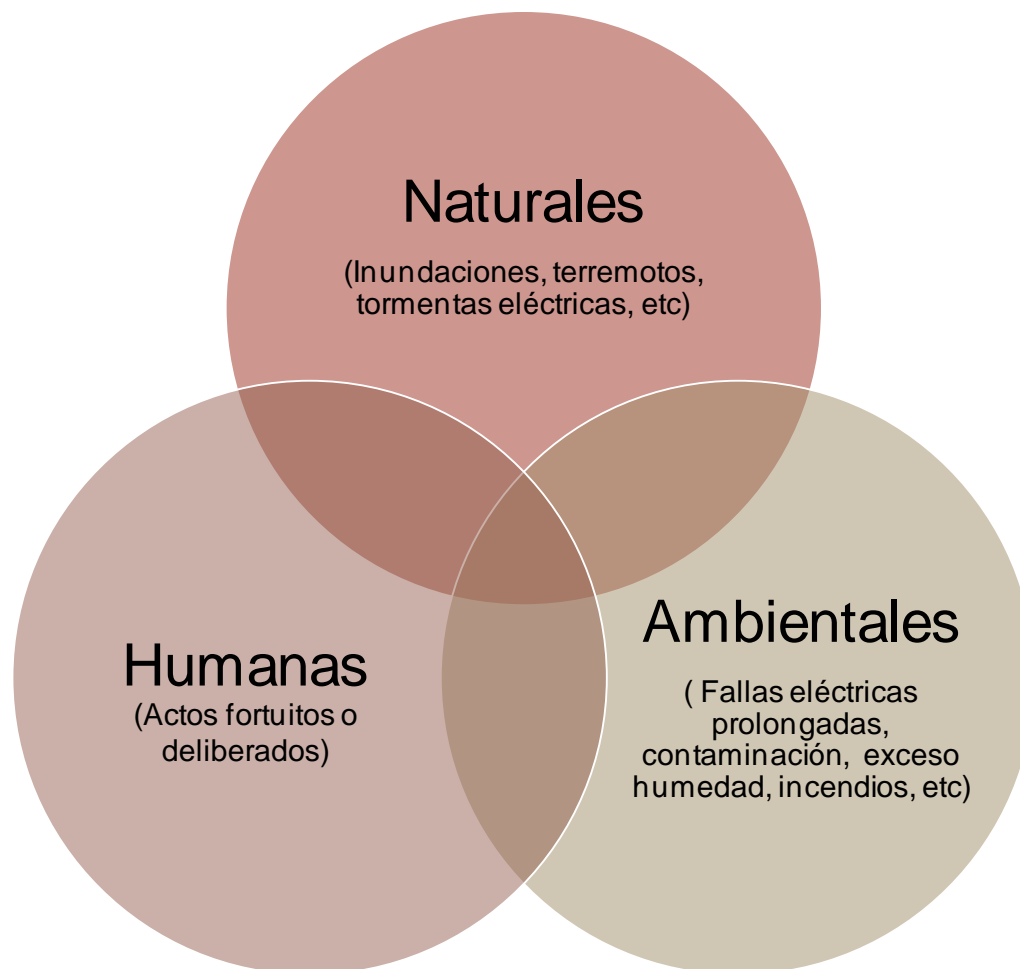 Naturales
(Inundaciones, terremotos,
tormentas eléctricas, etc)
Humanas
(Actos fortuitos o
deliberados)
Ambientales
( Fallas eléctricas
prolongadas,
contaminación, exceso
humedad, incendios, etc)